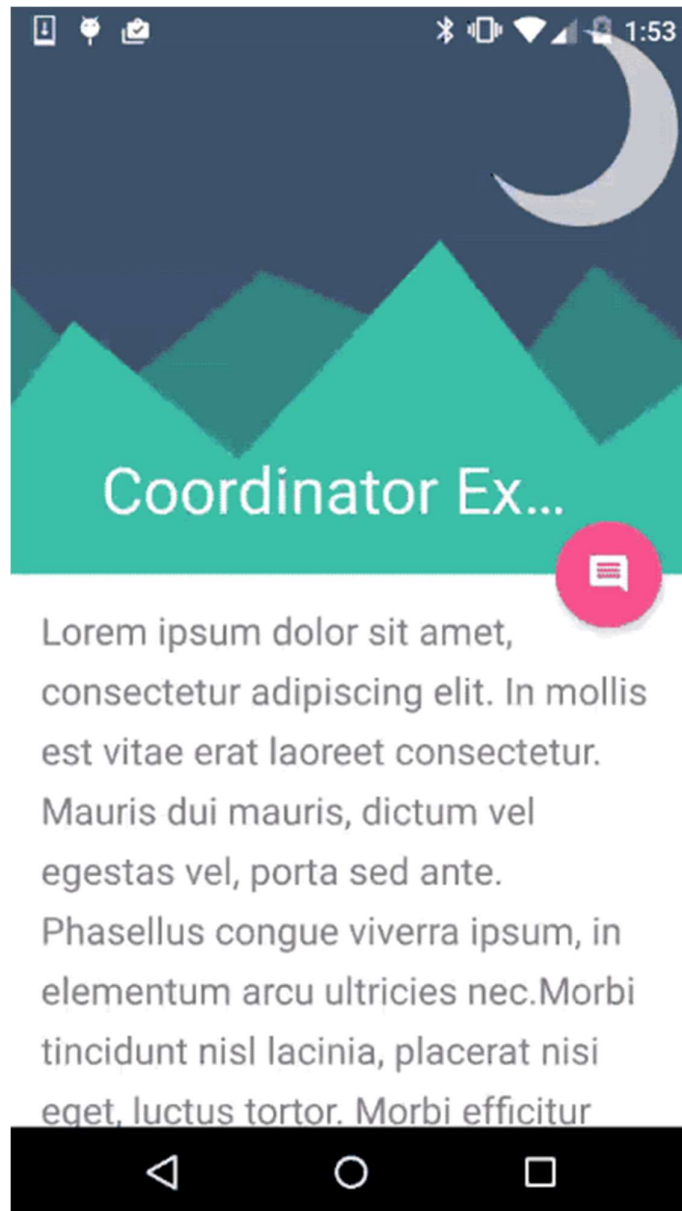 1:53
Coordinator Ex...
Lorem ipsum dolor sit amet,
consectetur adipiscing elit. In mollis
est vitae erat laoreet consectetur.
Mauris dui mauris, dictum vel
egestas vel, porta sed ante.
Phasellus congue viverra ipsum, in
elementum arcu ultricies nec.Morbi
tincidunt nisl lacinia, placerat nisi
eget, luctus tortor. Morbi efficitur